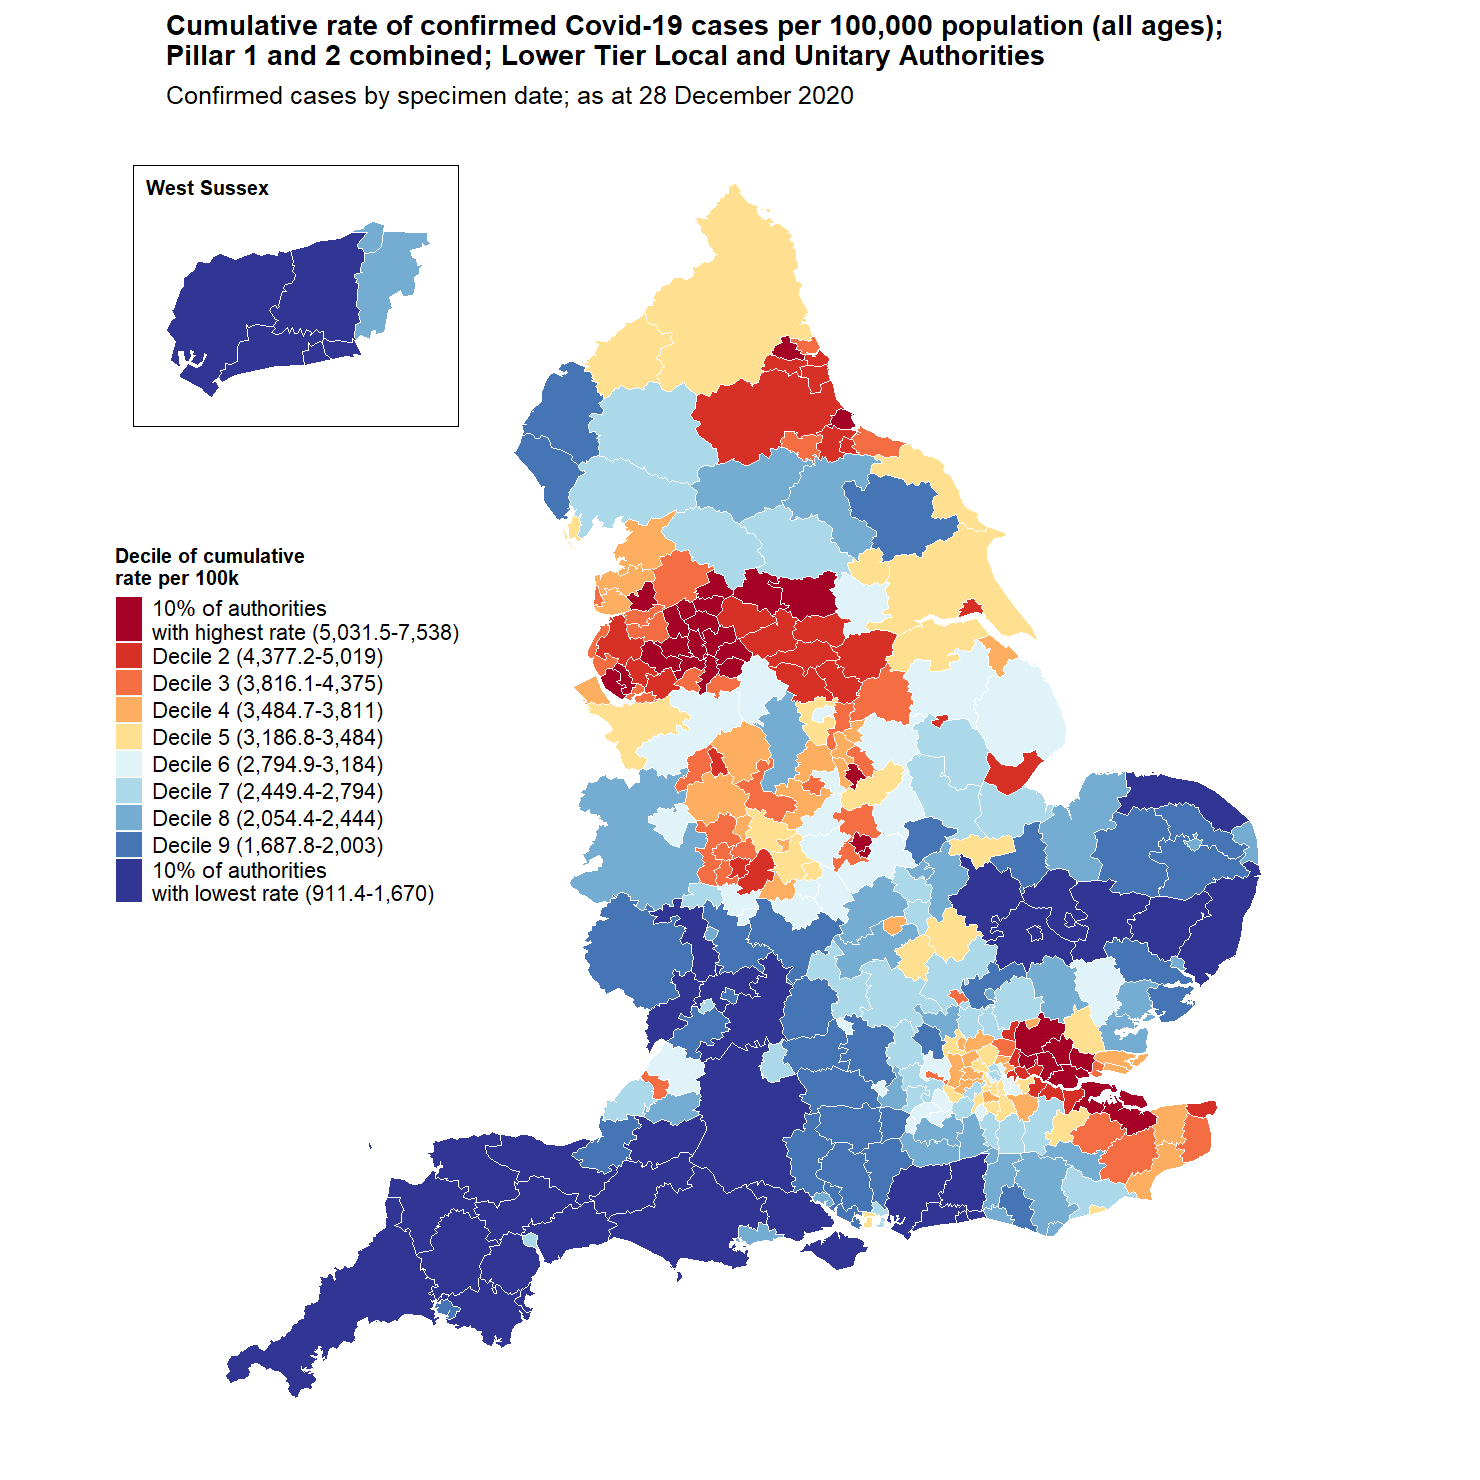 Cumulative rate of confirmed Covid-19 cases per 100,000 population (all ages);
Pillar 1 and 2 combined; Lower Tier Local and Unitary Authorities
Confirmed cases by specimen date; as at 28 December 2020
West Sussex
Decile of cumulative
rate per 100k
10% of authorities
with highest rate (5,031.5-7,538)
Decile 2 (4,377.2-5,019)
Decile 3 (3,816.1-4,375)
Decile 4 (3,484.7-3,811)
Decile 5 (3,186.8-3,484)
Decile 6 (2,794.9-3,184)
Decile 7 (2,449.4-2,794)
Decile 8 (2,054.4-2,444)
Decile 9 (1,687.8-2,003)
10% of authorities
with lowest rate (911.4-1,670)